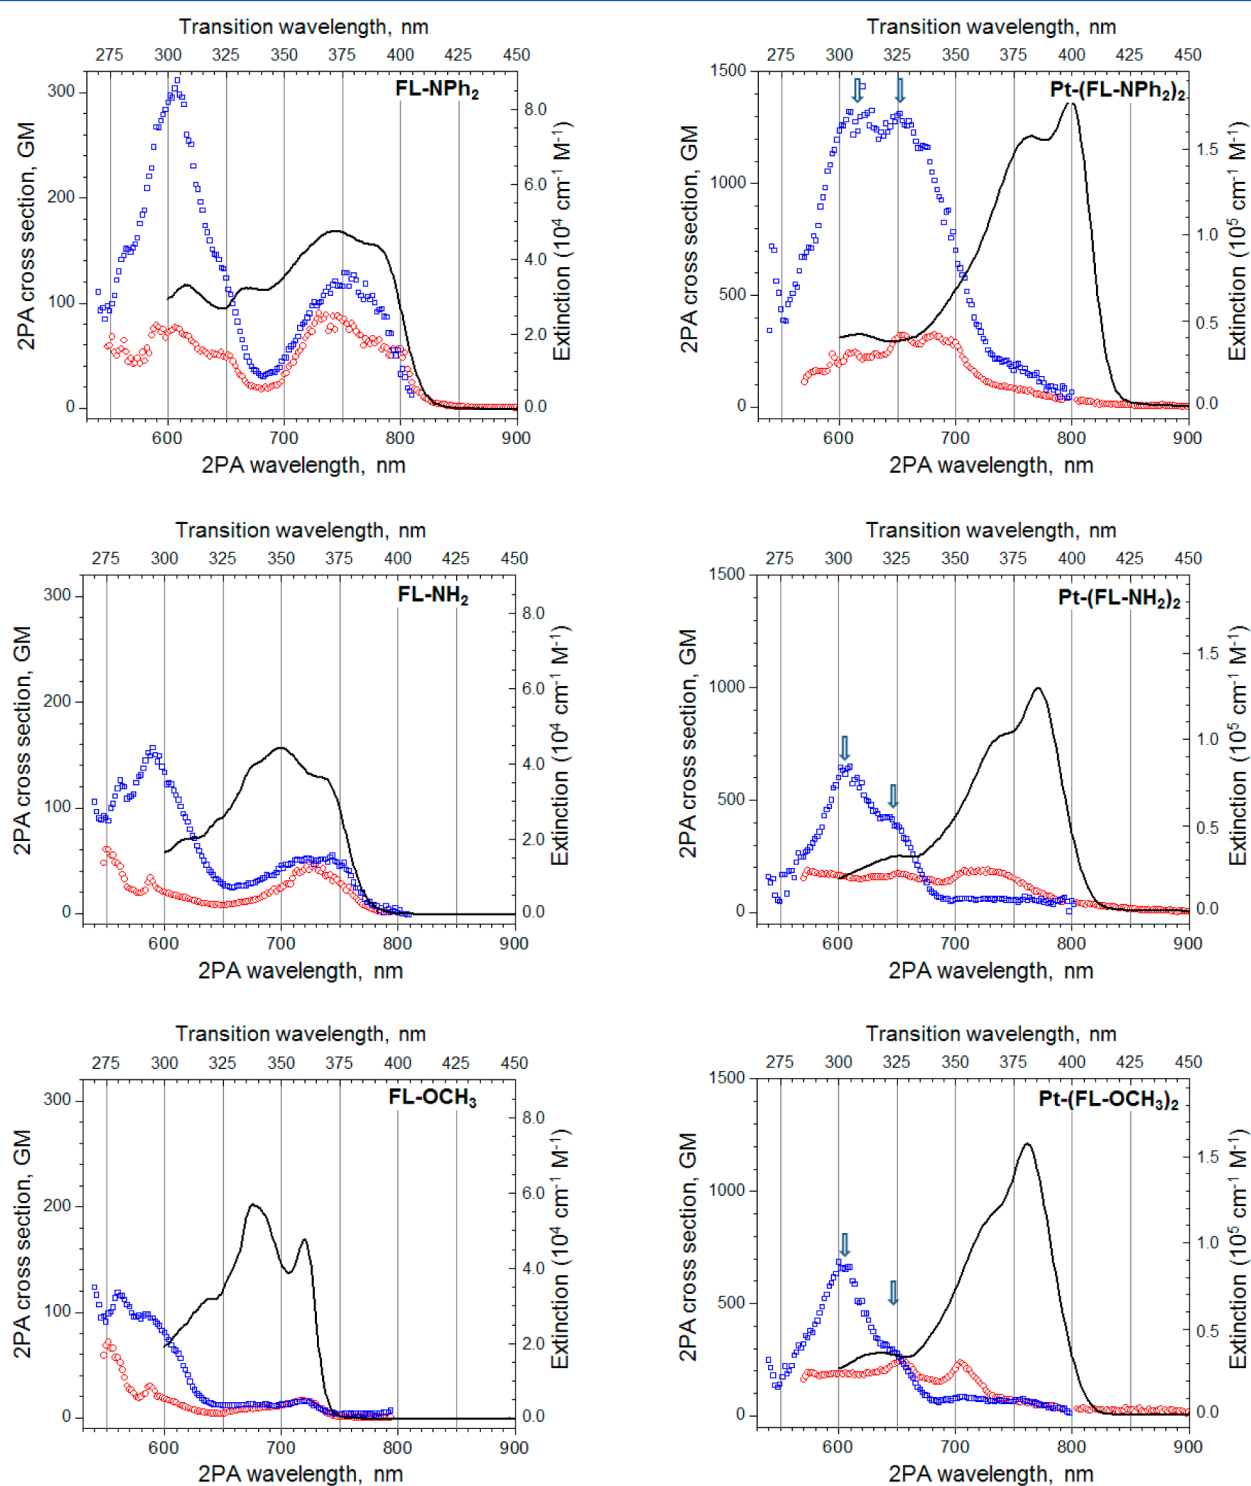 Transition wavelength, nm
275 300 325 350 375 400 425 450
FL-NPh₂
2PA cross section, GM
300
200
100
0
Extinction (10⁴ cm⁻¹ M⁻¹)
8.0
6.0
4.0
2.0
0.0
600 700 800 900
2PA wavelength, nm
Transition wavelength, nm
275 300 325 350 375 400 425 450
Pt-(FL-NPh₂)₂
2PA cross section, GM
1500
1000
500
0
Extinction (10⁵ cm⁻¹ M⁻¹)
1.5
1.0
0.5
0.0
600 700 800 900
2PA wavelength, nm
Transition wavelength, nm
275 300 325 350 375 400 425 450
FL-NH₂
2PA cross section, GM
300
200
100
0
Extinction (10⁴ cm⁻¹ M⁻¹)
8.0
6.0
4.0
2.0
0.0
600 700 800 900
2PA wavelength, nm
Transition wavelength, nm
275 300 325 350 375 400 425 450
Pt-(FL-NH₂)₂
2PA cross section, GM
1500
1000
500
0
Extinction (10⁵ cm⁻¹ M⁻¹)
1.5
1.0
0.5
0.0
600 700 800 900
2PA wavelength, nm
Transition wavelength, nm
275 300 325 350 375 400 425 450
FL-OCH₃
2PA cross section, GM
300
200
100
0
Extinction (10⁴ cm⁻¹ M⁻¹)
8.0
6.0
4.0
2.0
0.0
600 700 800 900
2PA wavelength, nm
Transition wavelength, nm
275 300 325 350 375 400 425 450
Pt-(FL-OCH₃)₂
2PA cross section, GM
1500
1000
500
0
Extinction (10⁵ cm⁻¹ M⁻¹)
1.5
1.0
0.5
0.0
600 700 800 900
2PA wavelength, nm